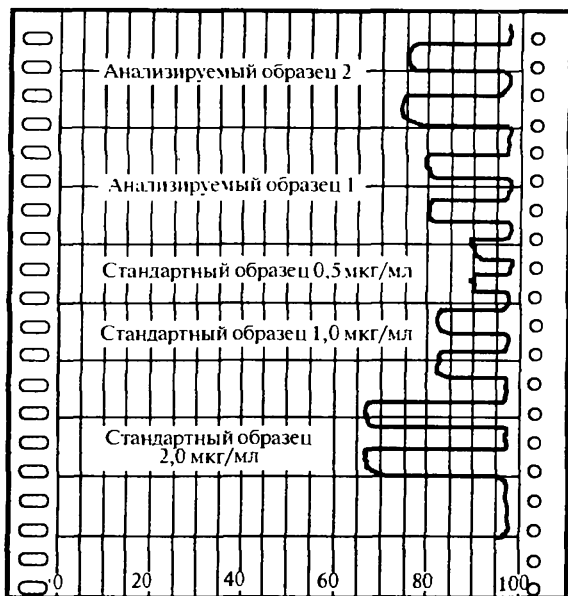 Анализируемый образец 2
Анализируемый образец 1
Стандартный образец 0,5 мкг/мл
Стандартный образец 1,0 мкг/мл
Стандартный образец
2,0 мкг/мл
0 20 40 60 80 100